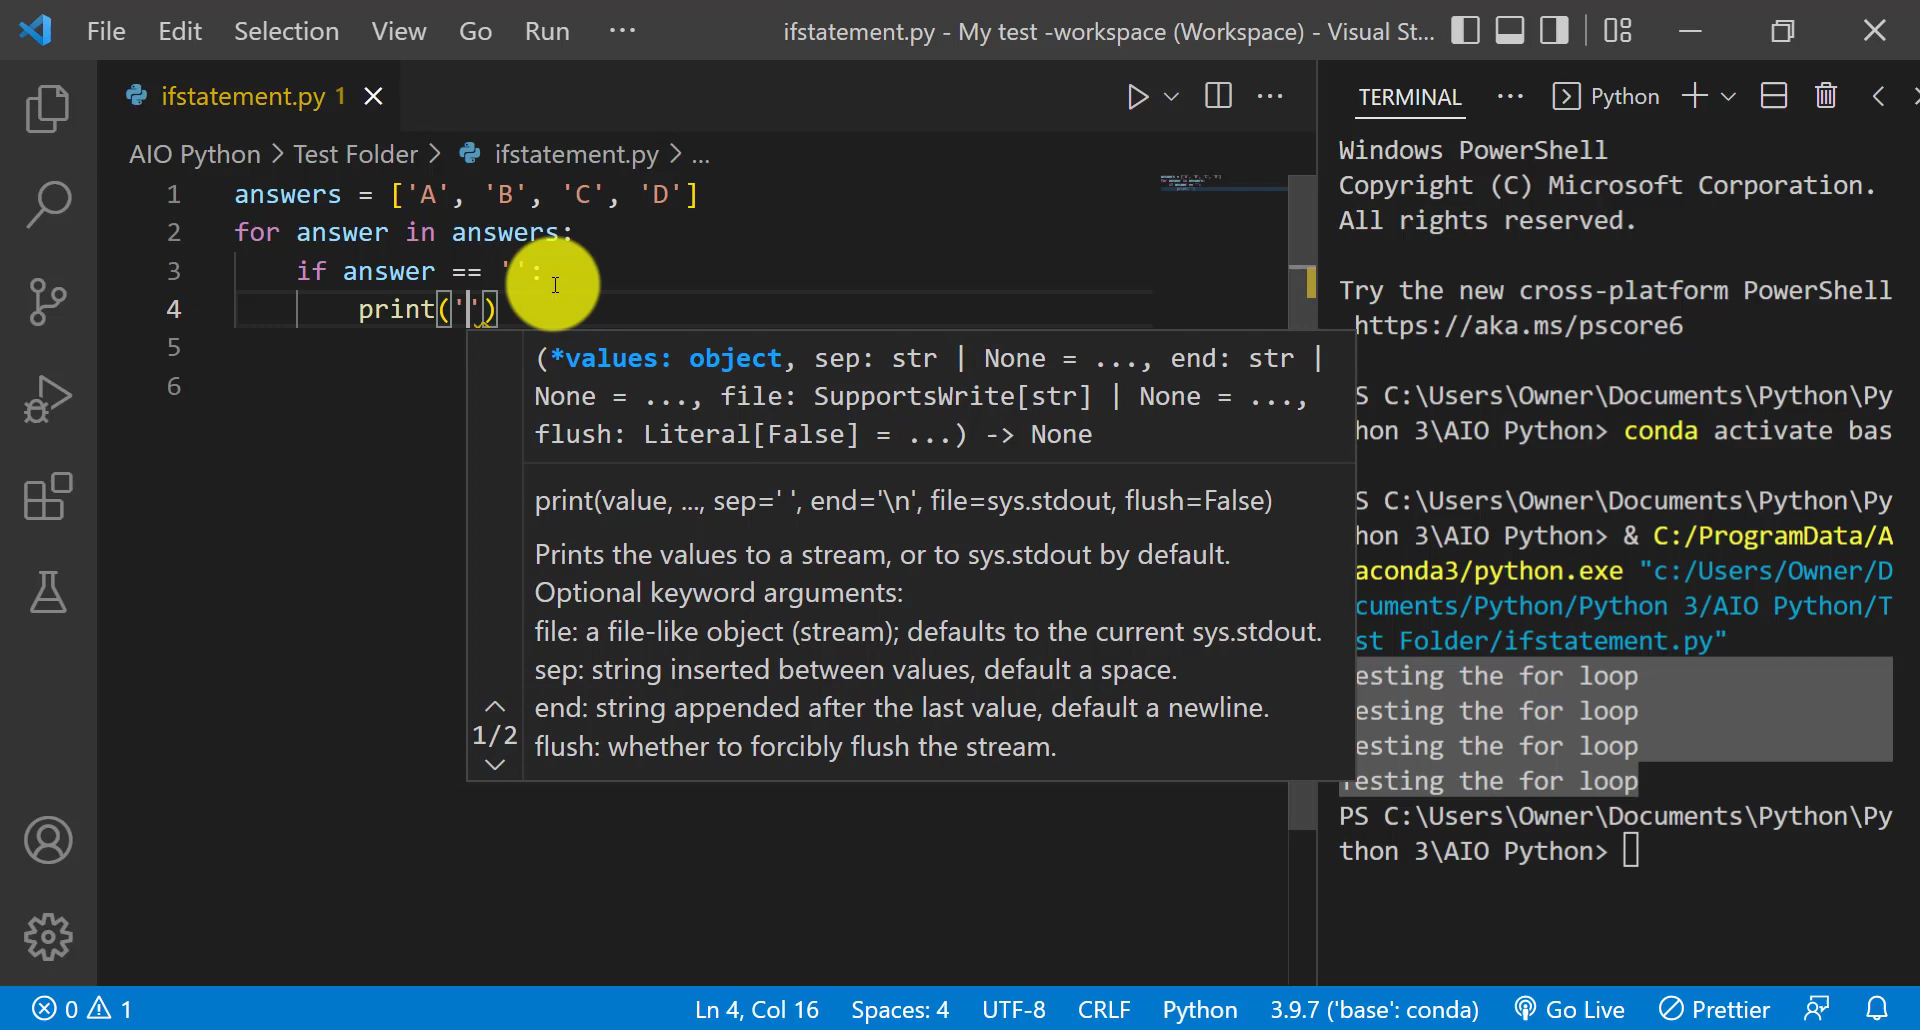 File Edit Selection View Go Run ··· ifstatement.py - My test -workspace (Workspace) - Visual St...
ifstatement.py 1
AIO Python > Test Folder > ifstatement.py > ...
1 answers = ['A', 'B', 'C', 'D']
2 for answer in answers:
3 if answer == '':
4 print('')
5
6
(*values: object, sep: str | None = ..., end: str |
None = ..., file: SupportsWrite[str] | None = ...,
flush: Literal[False] = ...) -> None
print(value, ..., sep=' ', end='\n', file=sys.stdout, flush=False)
Prints the values to a stream, or to sys.stdout by default.
Optional keyword arguments:
file: a file-like object (stream); defaults to the current sys.stdout.
sep: string inserted between values, default a space.
end: string appended after the last value, default a newline.
flush: whether to forcibly flush the stream.
1/2
TERMINAL ··· Python
Windows PowerShell
Copyright (C) Microsoft Corporation.
All rights reserved.
Try the new cross-platform PowerShell
https://aka.ms/pscore6
S C:\Users\Owner\Documents\Python\Py
hon 3\AIO Python> conda activate bas
S C:\Users\Owner\Documents\Python\Py
hon 3\AIO Python> & C:/ProgramData/A
aconda3/python.exe "c:/Users/Owner/D
cuments/Python/Python 3/AIO Python/T
st Folder/ifstatement.py"
esting the for loop
esting the for loop
esting the for loop
Testing the for loop
PS C:\Users\Owner\Documents\Python\Py
thon 3\AIO Python>
0 1 Ln 4, Col 16 Spaces: 4 UTF-8 CRLF Python 3.9.7 ('base': conda) Go Live Prettier